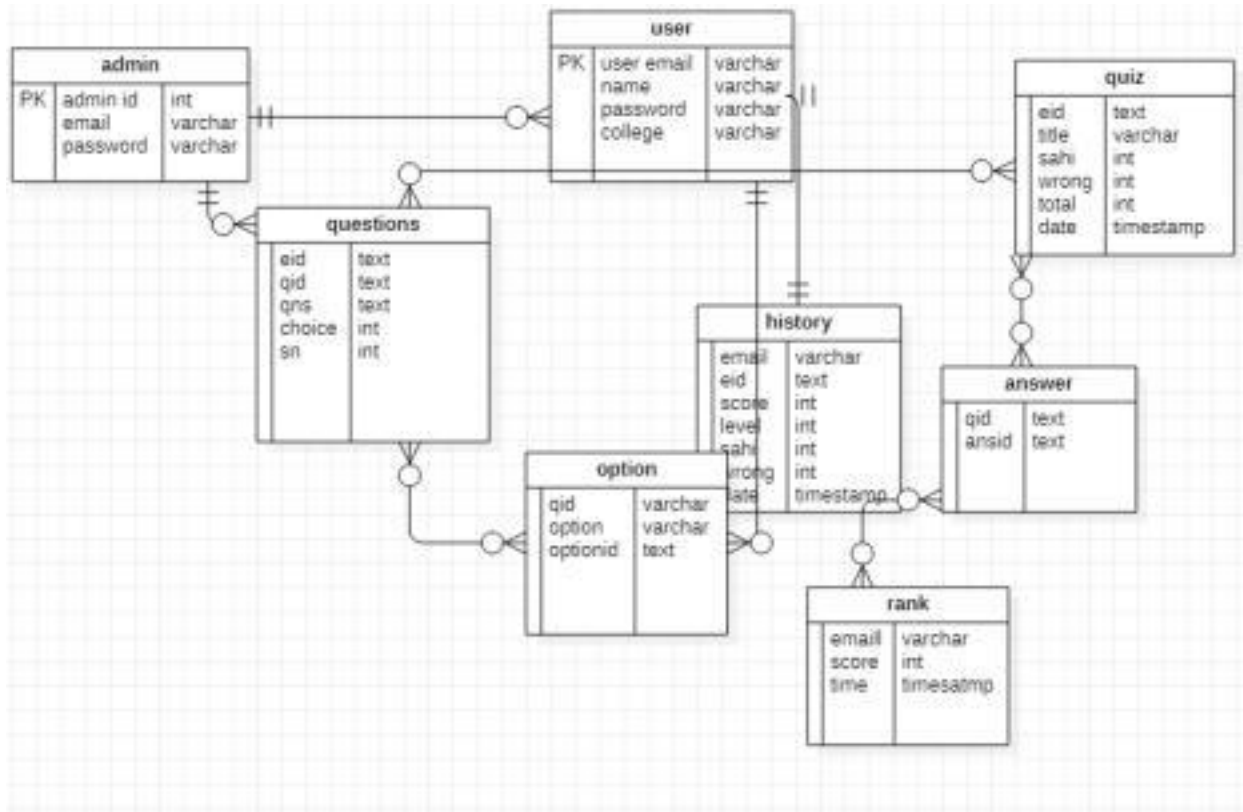 user
PK user email varchar
name varchar
password varchar
college varchar
admin
PK admin id int
email varchar
password varchar
quiz
eid text
title varchar
sahi int
wrong int
total int
date timestamp
questions
eid text
qid text
qns text
choice int
sn int
history
email varchar
eid text
score int
level int
sahi int
wrong int
date timestamp
answer
qid text
ansid text
option
qid varchar
option varchar
optionid text
rank
emaill varchar
score int
time timesatmp